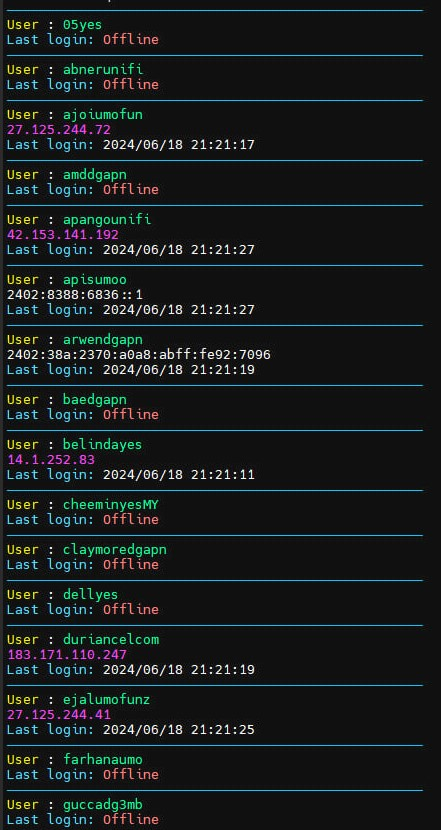 User : 05yes
Last login: Offline
User : abnerunifi
Last login: Offline
User : ajoiumofun
27.125.244.72
Last login: 2024/06/18 21:21:17
User : amddgapn
Last login: Offline
User : apangounifi
42.153.141.192
Last login: 2024/06/18 21:21:27
User : apisumoo
2402:8388:6836::1
Last login: 2024/06/18 21:21:27
User : arwendgapn
2402:38a:2370:a0a8:abff:fe92:7096
Last login: 2024/06/18 21:21:19
User : baedgapn
Last login: Offline
User : belindayes
14.1.252.83
Last login: 2024/06/18 21:21:11
User : cheeminyesMY
Last login: Offline
User : claymoredgapn
Last login: Offline
User : dellyes
Last login: Offline
User : duriancelcom
183.171.110.247
Last login: 2024/06/18 21:21:19
User : ejalumofunz
27.125.244.41
Last login: 2024/06/18 21:21:25
User : farhanaumo
Last login: Offline
User : guccadg3mb
Last login: Offline